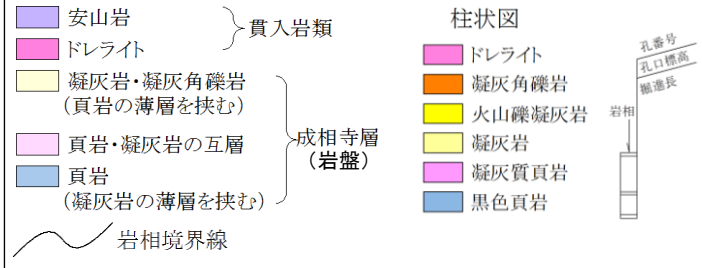 安山岩
ドレライト
貫入岩類
凝灰岩・凝灰角礫岩
(頁岩の薄層を挟む)
頁岩・凝灰岩の互層
頁岩
(凝灰岩の薄層を挟む)
成相寺層
(岩盤)
岩相境界線
柱状図
ドレライト
凝灰角礫岩
火山礫凝灰岩
凝灰岩
凝灰質頁岩
黒色頁岩
孔番号
孔口標高
掘進長
岩相